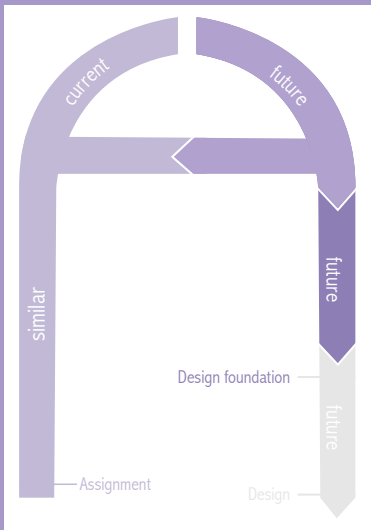 current
future
similar
future
Design foundation
future
Assignment
Design